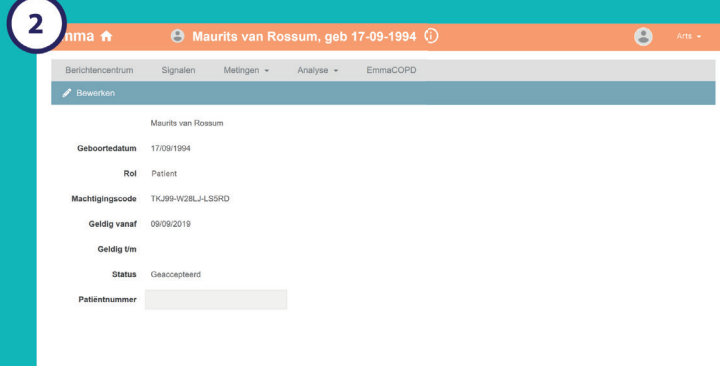 2
mma Maurits van Rossum, geb 17-09-1994 Arts
Berichtencentrum Signalen Metingen Analyse EmmaCOPD
Bewerken
Maurits van Rossum
Geboortedatum 17/09/1994
Rol Patient
Machtigingscode TKJ99-W28LJ-LS5RD
Geldig vanaf 09/09/2019
Geldig t/m
Status Geaccepteerd
Patiëntnummer